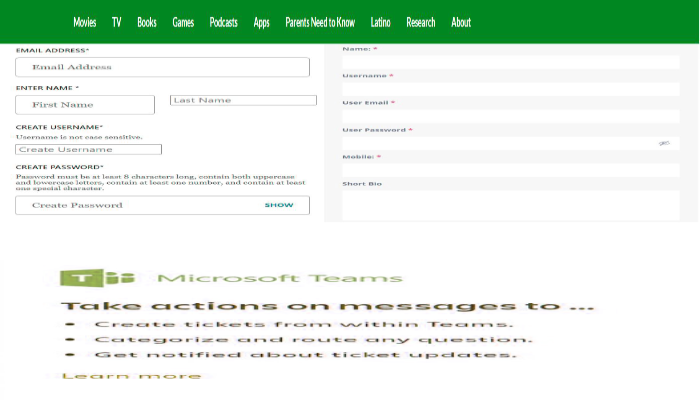 Movies TV Books Games Podcasts Apps Parents Need to Know Latino Research About
EMAIL ADDRESS*
Email Address
ENTER NAME *
First Name Last Name
CREATE USERNAME*
Username is not case sensitive.
Create Username
CREATE PASSWORD*
Password must be at least 8 characters long, contain both uppercase
and lowercase letters, contain at least one number, and contain at least
one special character.
Create Password SHOW
Name: *
Username *
User Email *
User Password *
Mobile: *
Short Bio
T Microsoft Teams
Take actions on messages to ...
• Create tickets from within Teams.
• Categorize and route any question.
• Get notified about ticket updates.
Learn more